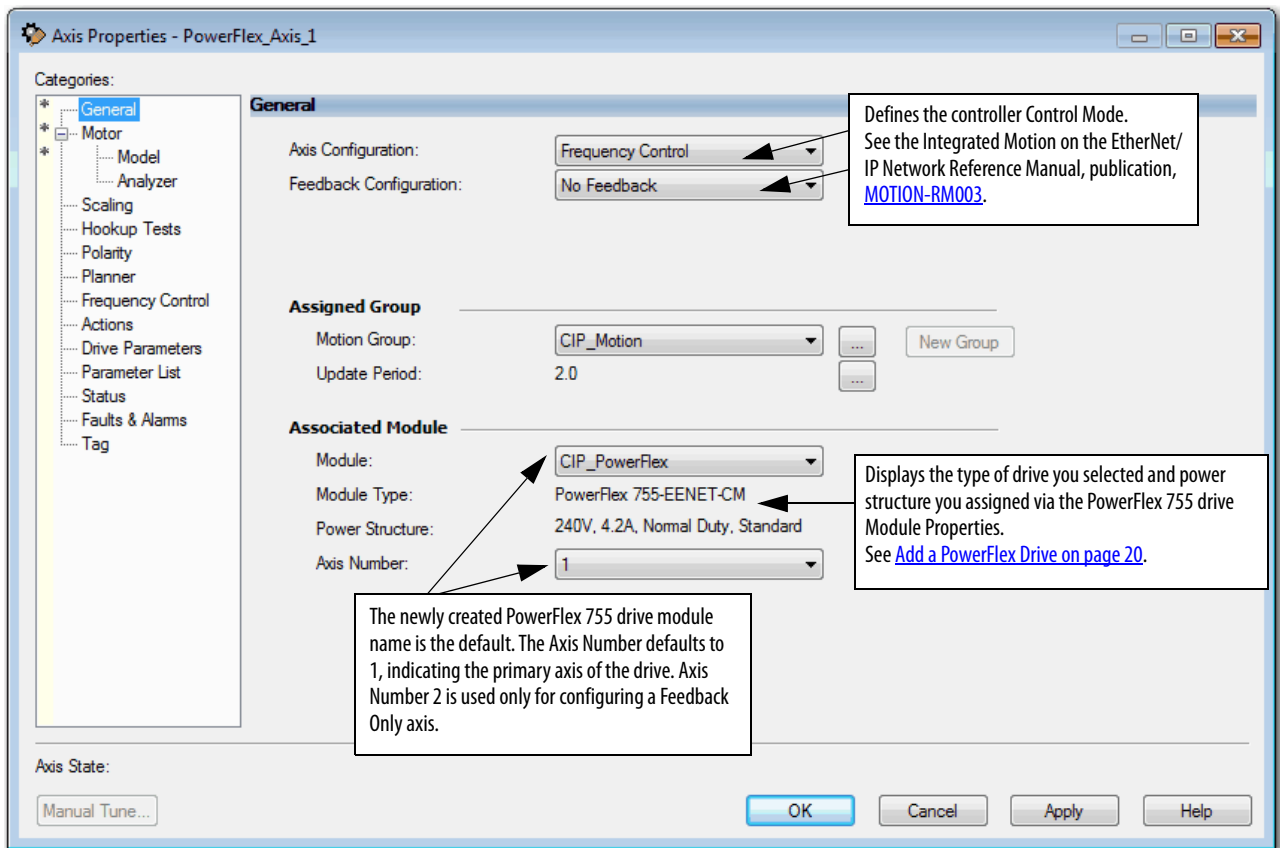 Axis Properties - PowerFlex_Axis_1
Categories:
* General
* Motor
* Model
Analyzer
Scaling
Hookup Tests
Polarity
Planner
Frequency Control
Actions
Drive Parameters
Parameter List
Status
Faults & Alarms
Tag
General
Axis Configuration: Frequency Control
Feedback Configuration: No Feedback
Defines the controller Control Mode.
See the Integrated Motion on the EtherNet/
IP Network Reference Manual, publication,
MOTION-RM003.
Assigned Group
Motion Group: CIP_Motion ... New Group
Update Period: 2.0 ...
Associated Module
Module: CIP_PowerFlex
Module Type: PowerFlex 755-EENET-CM
Power Structure: 240V, 4.2A, Normal Duty, Standard
Axis Number: 1
Displays the type of drive you selected and power
structure you assigned via the PowerFlex 755 drive
Module Properties.
See Add a PowerFlex Drive on page 20.
The newly created PowerFlex 755 drive module
name is the default. The Axis Number defaults to
1, indicating the primary axis of the drive. Axis
Number 2 is used only for configuring a Feedback
Only axis.
Axis State:
Manual Tune... OK Cancel Apply Help